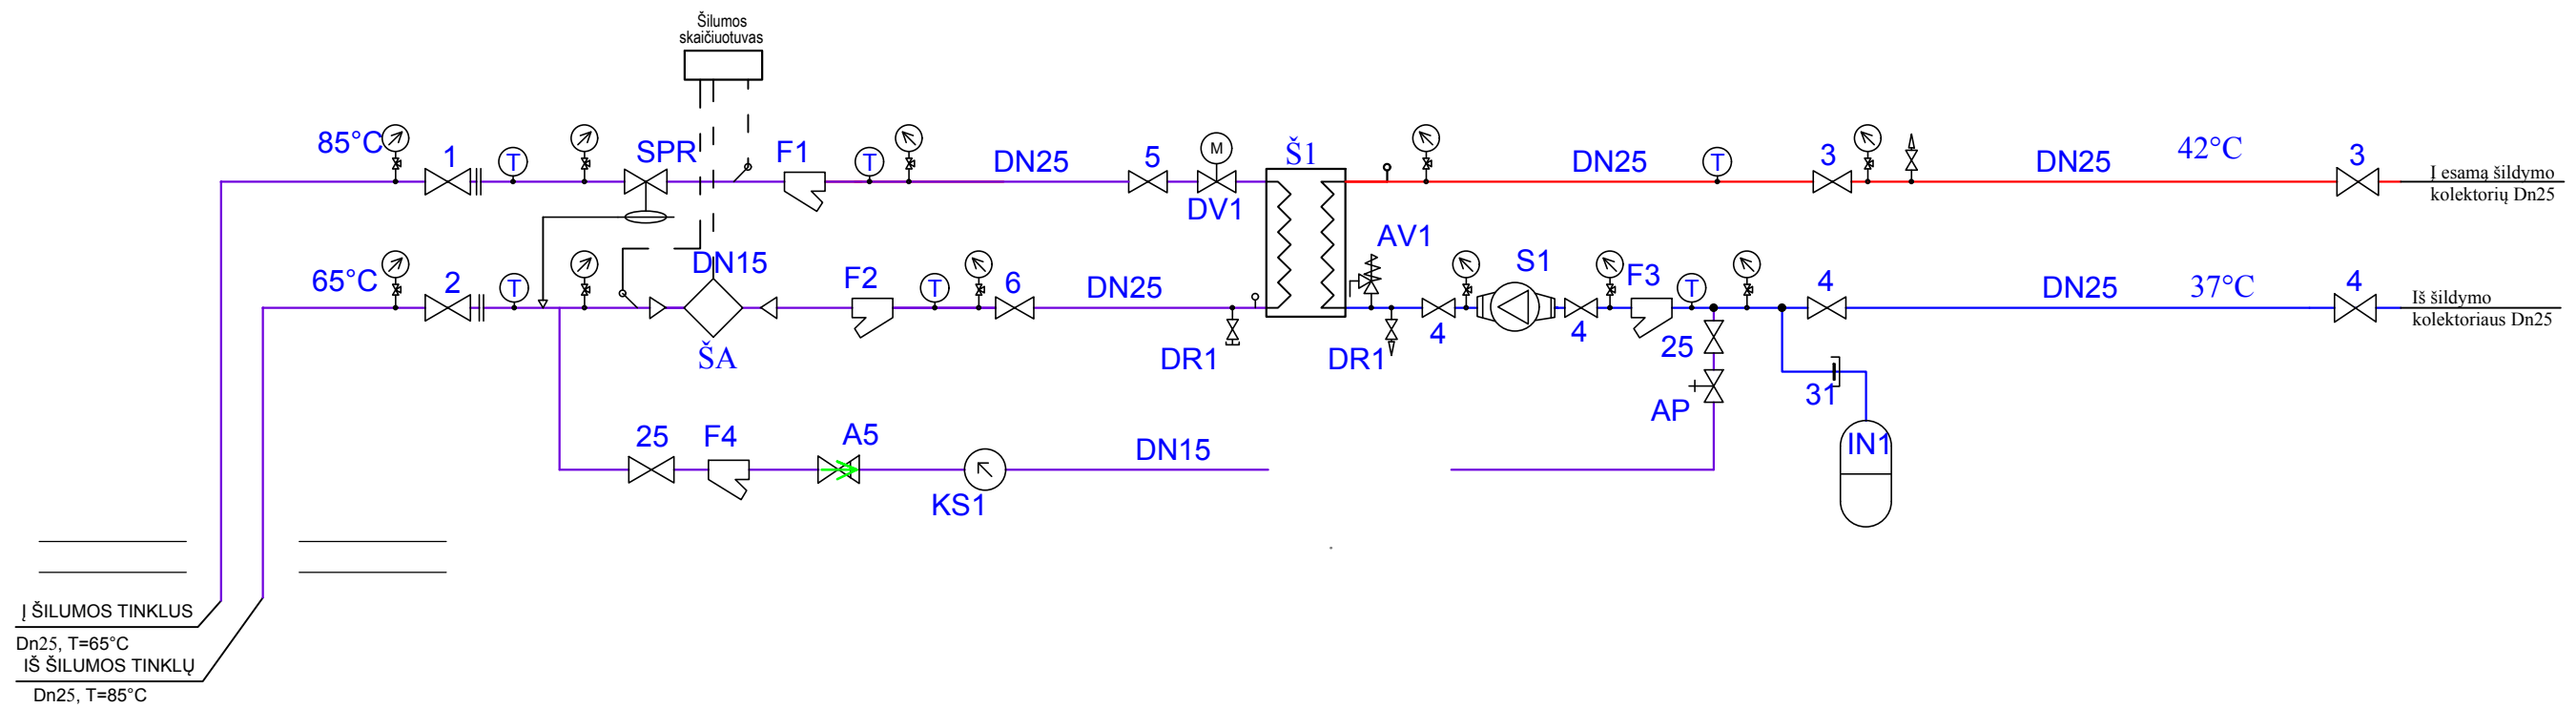 Šilumos
skaičiuotuvas
85°C
1
T
SPR
F1
T
DN25
5
M
DV1
Š1
DN25
T
3
DN25
42°C
3
Į esamą šildymo
kolektorių Dn25
65°C
2
T
DN15
ŠA
F2
T
6
DN25
DR1
AV1
DR1
4
S1
4
F3
T
25
AP
4
31
IN1
DN25
37°C
4
Iš šildymo
kolektoriaus Dn25
25
F4
A5
KS1
DN15
Į ŠILUMOS TINKLUS
Dn25, T=65°C
IŠ ŠILUMOS TINKLŲ
Dn25, T=85°C